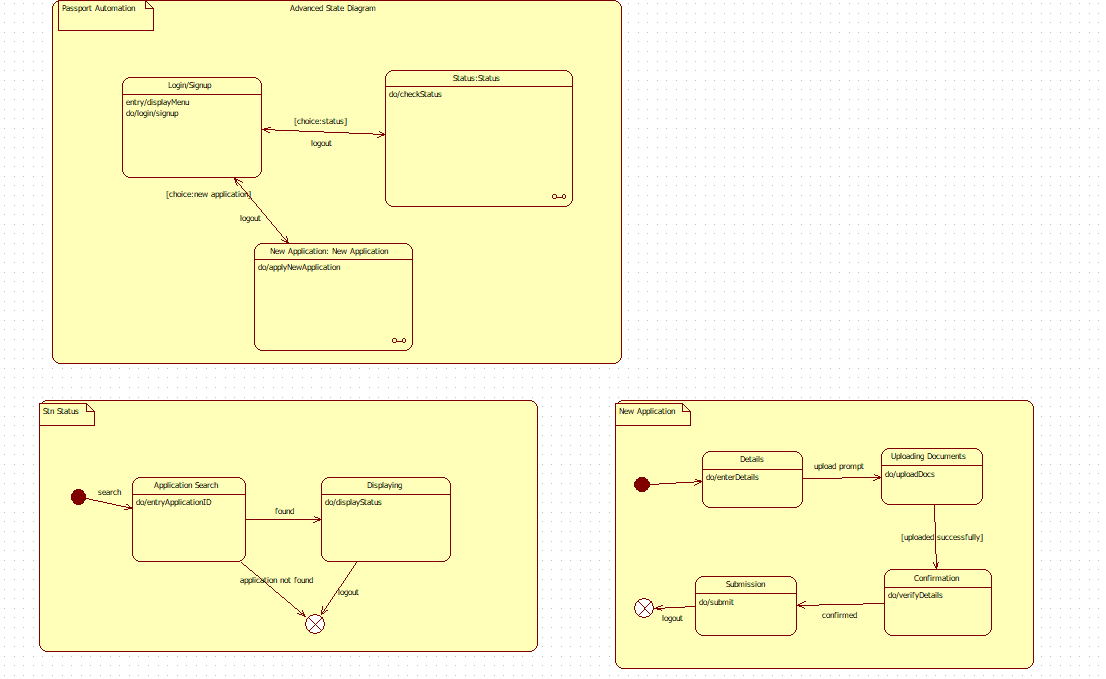 Passport Automation
Advanced State Diagram
Login/Signup
entry/displayMenu
do/login/signup
Status:Status
do/checkStatus
[choice:status]
logout
[choice:new application]
logout
New Application: New Application
do/applyNewApplication
Stn Status
search
Application Search
do/entryApplicationID
found
Displaying
do/displayStatus
application not found
logout
New Application
Details
do/enterDetails
upload prompt
Uploading Documents
do/uploadDocs
[uploaded successfully]
Confirmation
do/verifyDetails
confirmed
Submission
do/submit
logout